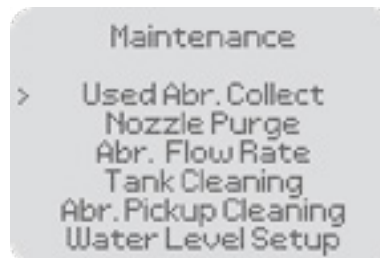 Maintenance
> Used Abr. Collect
Nozzle Purge
Abr. Flow Rate
Tank Cleaning
Abr. Pickup Cleaning
Water Level Setup